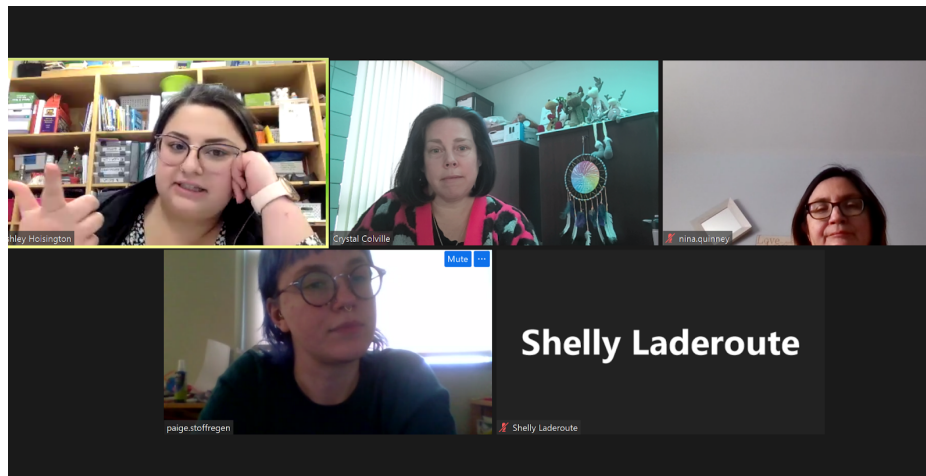 hley Hoisington
Crystal Colville
nina.quinney
Mute
paige.stoffregen
Shelly Laderoute
Shelly Laderoute